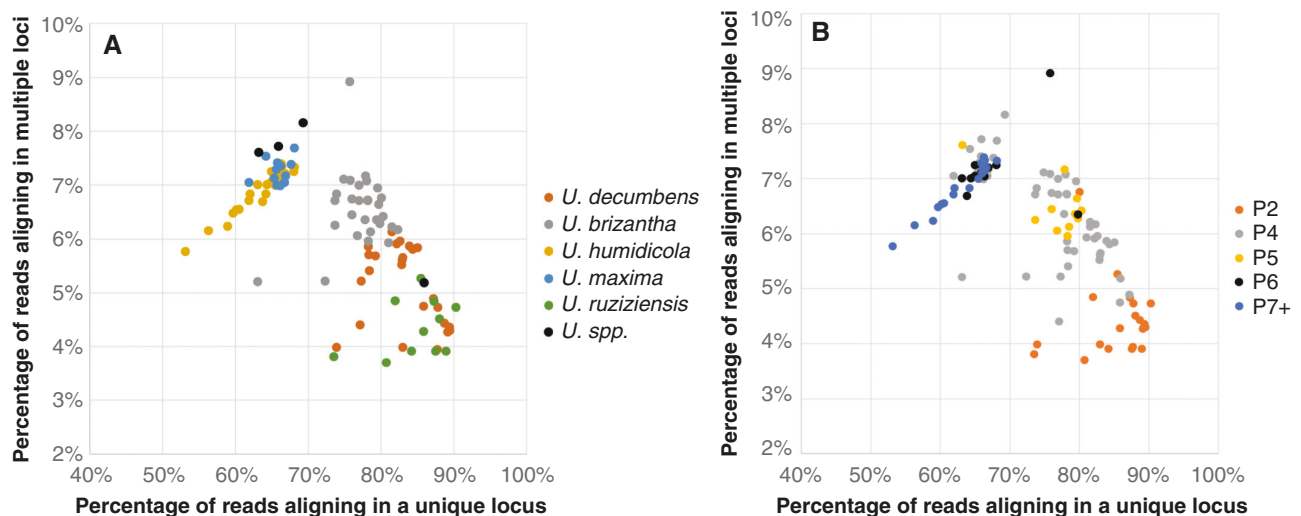 A
Percentage of reads aligning in multiple loci
10%
9%
8%
7%
6%
5%
4%
3%
2%
40% 50% 60% 70% 80% 90% 100%
Percentage of reads aligning in a unique locus
U. decumbens
U. brizantha
U. humidicola
U. maxima
U. ruziziensis
U. spp.
B
Percentage of reads aligning in multiple loci
10%
9%
8%
7%
6%
5%
4%
3%
2%
40% 50% 60% 70% 80% 90% 100%
Percentage of reads aligning in a unique locus
P2
P4
P5
P6
P7+